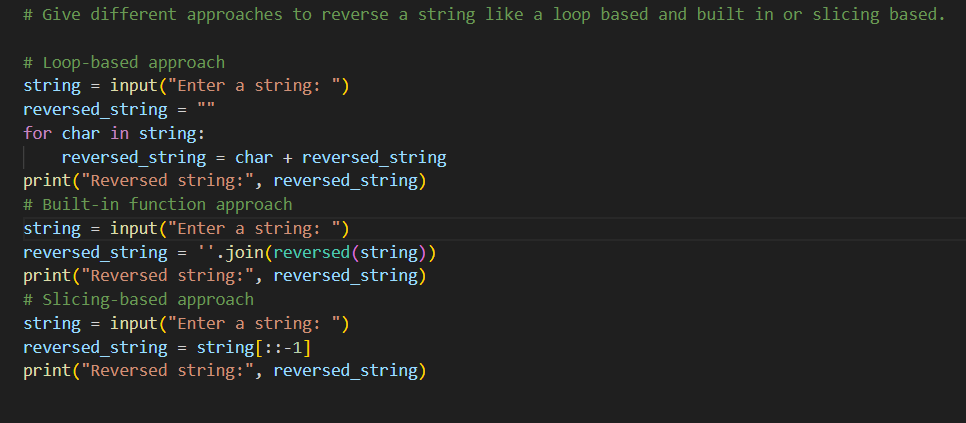 # Give different approaches to reverse a string like a loop based and built in or slicing based.

# Loop-based approach
string = input("Enter a string: ")
reversed_string = ""
for char in string:
    reversed_string = char + reversed_string
print("Reversed string:", reversed_string)
# Built-in function approach
string = input("Enter a string: ")
reversed_string = ''.join(reversed(string))
print("Reversed string:", reversed_string)
# Slicing-based approach
string = input("Enter a string: ")
reversed_string = string[::-1]
print("Reversed string:", reversed_string)